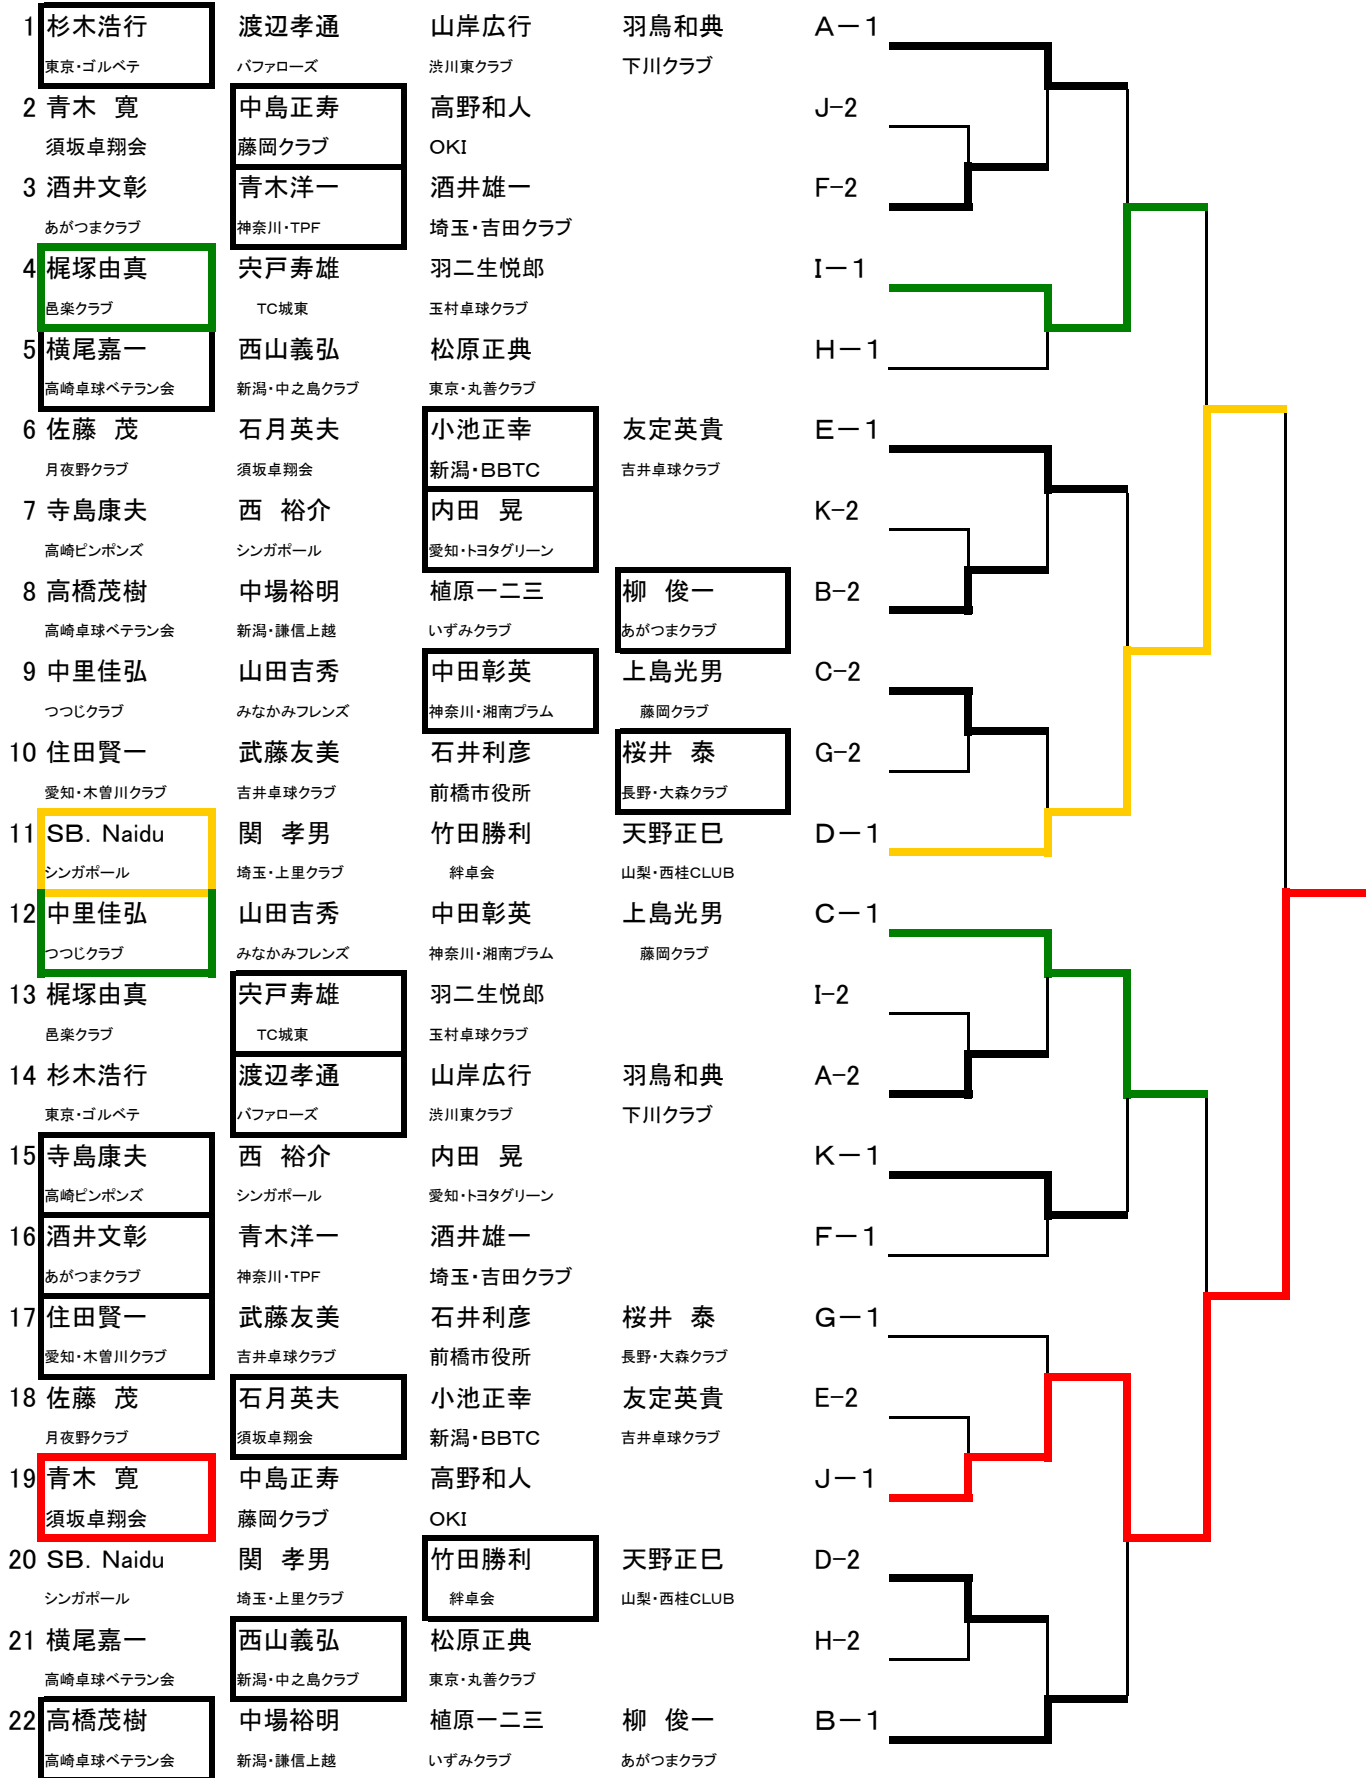 1 杉木浩行 渡辺孝通 山岸広行 羽鳥和典 A－1
東京・ゴルベテ バファローズ 渋川東クラブ 下川クラブ
2 青木 寛 中島正寿 高野和人 J-2
須坂卓翔会 藤岡クラブ OKI
3 酒井文彰 青木洋一 酒井雄一 F-2
あがつまクラブ 神奈川・TPF 埼玉・吉田クラブ
4 梶塚由真 宍戸寿雄 羽二生悦郎 I－1
邑楽クラブ TC城東 玉村卓球クラブ
5 横尾嘉一 西山義弘 松原正典 H－1
高崎卓球ベテラン会 新潟・中之島クラブ 東京・丸善クラブ
6 佐藤 茂 石月英夫 小池正幸 友定英貴 E－1
月夜野クラブ 須坂卓翔会 新潟・BBTC 吉井卓球クラブ
7 寺島康夫 西 裕介 内田 晃 K-2
高崎ピンポンズ シンガポール 愛知・トヨタグリーン
8 高橋茂樹 中場裕明 植原一二三 柳 俊一 B-2
高崎卓球ベテラン会 新潟・謙信上越 いずみクラブ あがつまクラブ
9 中里佳弘 山田吉秀 中田彰英 上島光男 C-2
つつじクラブ みなかみフレンズ 神奈川・湘南プラム 藤岡クラブ
10 住田賢一 武藤友美 石井利彦 桜井 泰 G-2
愛知・木曽川クラブ 吉井卓球クラブ 前橋市役所 長野・大森クラブ
11 SB. Naidu 関 孝男 竹田勝利 天野正巳 D－1
シンガポール 埼玉・上里クラブ 絆卓会 山梨・西桂CLUB
12 中里佳弘 山田吉秀 中田彰英 上島光男 C－1
つつじクラブ みなかみフレンズ 神奈川・湘南プラム 藤岡クラブ
13 梶塚由真 宍戸寿雄 羽二生悦郎 I-2
邑楽クラブ TC城東 玉村卓球クラブ
14 杉木浩行 渡辺孝通 山岸広行 羽鳥和典 A-2
東京・ゴルベテ バファローズ 渋川東クラブ 下川クラブ
15 寺島康夫 西 裕介 内田 晃 K－1
高崎ピンポンズ シンガポール 愛知・トヨタグリーン
16 酒井文彰 青木洋一 酒井雄一 F－1
あがつまクラブ 神奈川・TPF 埼玉・吉田クラブ
17 住田賢一 武藤友美 石井利彦 桜井 泰 G－1
愛知・木曽川クラブ 吉井卓球クラブ 前橋市役所 長野・大森クラブ
18 佐藤 茂 石月英夫 小池正幸 友定英貴 E-2
月夜野クラブ 須坂卓翔会 新潟・BBTC 吉井卓球クラブ
19 青木 寛 中島正寿 高野和人 J－1
須坂卓翔会 藤岡クラブ OKI
20 SB. Naidu 関 孝男 竹田勝利 天野正巳 D-2
シンガポール 埼玉・上里クラブ 絆卓会 山梨・西桂CLUB
21 横尾嘉一 西山義弘 松原正典 H-2
高崎卓球ベテラン会 新潟・中之島クラブ 東京・丸善クラブ
22 高橋茂樹 中場裕明 植原一二三 柳 俊一 B－1
高崎卓球ベテラン会 新潟・謙信上越 いずみクラブ あがつまクラブ